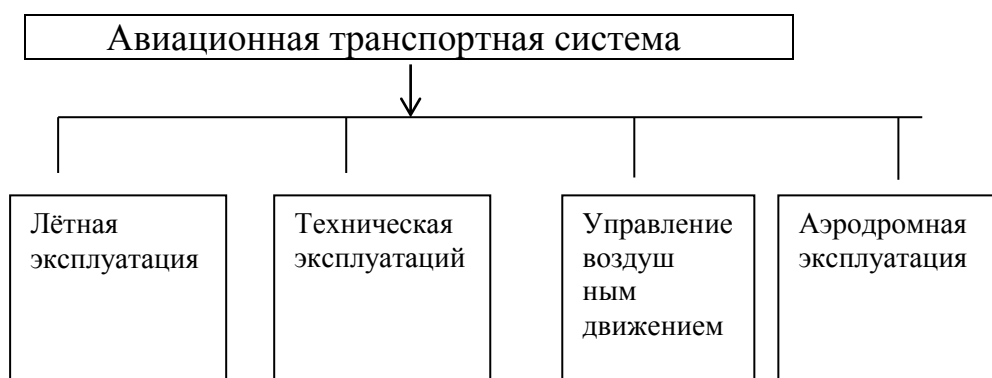 Авиационная транспортная система
Лётная
эксплуатация
Техническая
эксплуатаций
Управление
воздуш
ным
движением
Аэродромная
эксплуатация